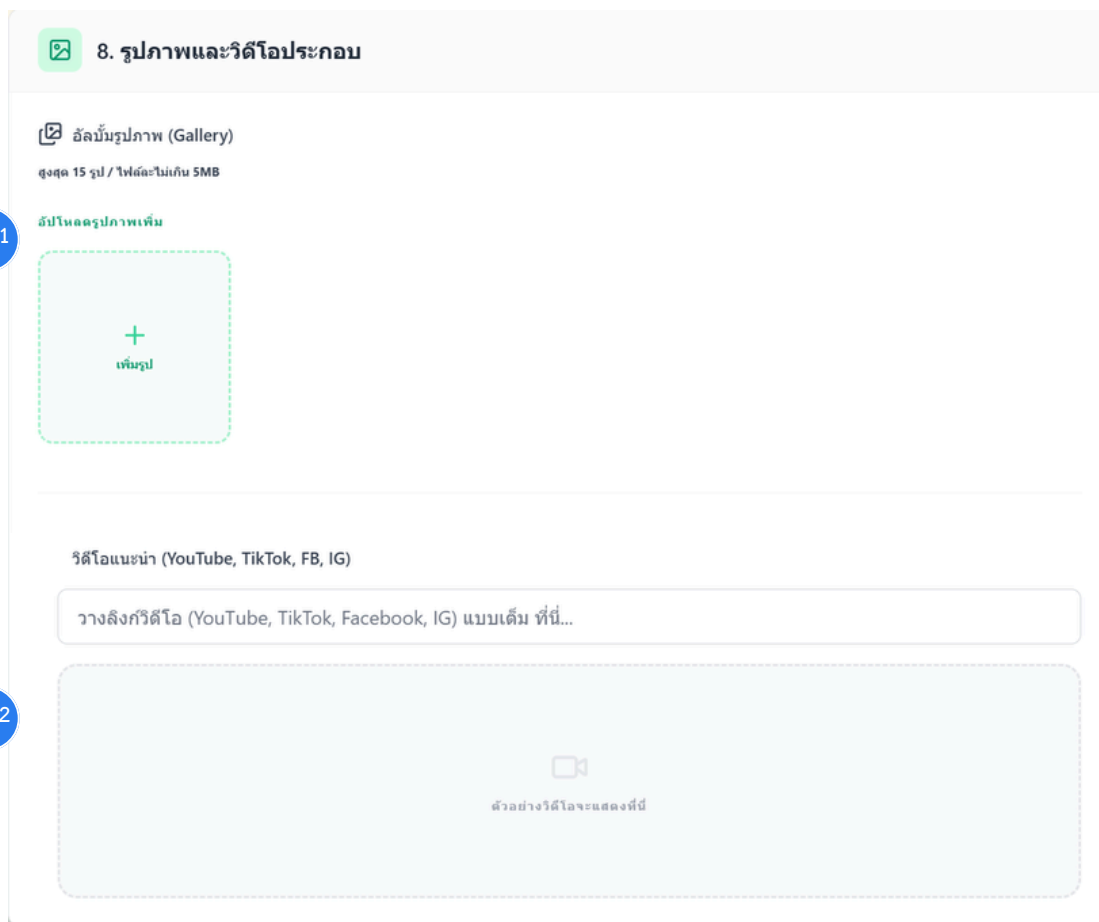 8. รูปภาพและวิดีโอประกอบ
อัลบั้มรูปภาพ (Gallery)
สูงสุด 15 รูป / ไฟล์ละไม่เกิน 5MB
อัปโหลดรูปภาพเพิ่ม
1
เพิ่มรูป
วิดีโอแนะนำ (YouTube, TikTok, FB, IG)
วางลิงก์วิดีโอ (YouTube, TikTok, Facebook, IG) แบบเต็ม ที่นี่...
2
ตัวอย่างวิดีโอจะแสดงที่นี่